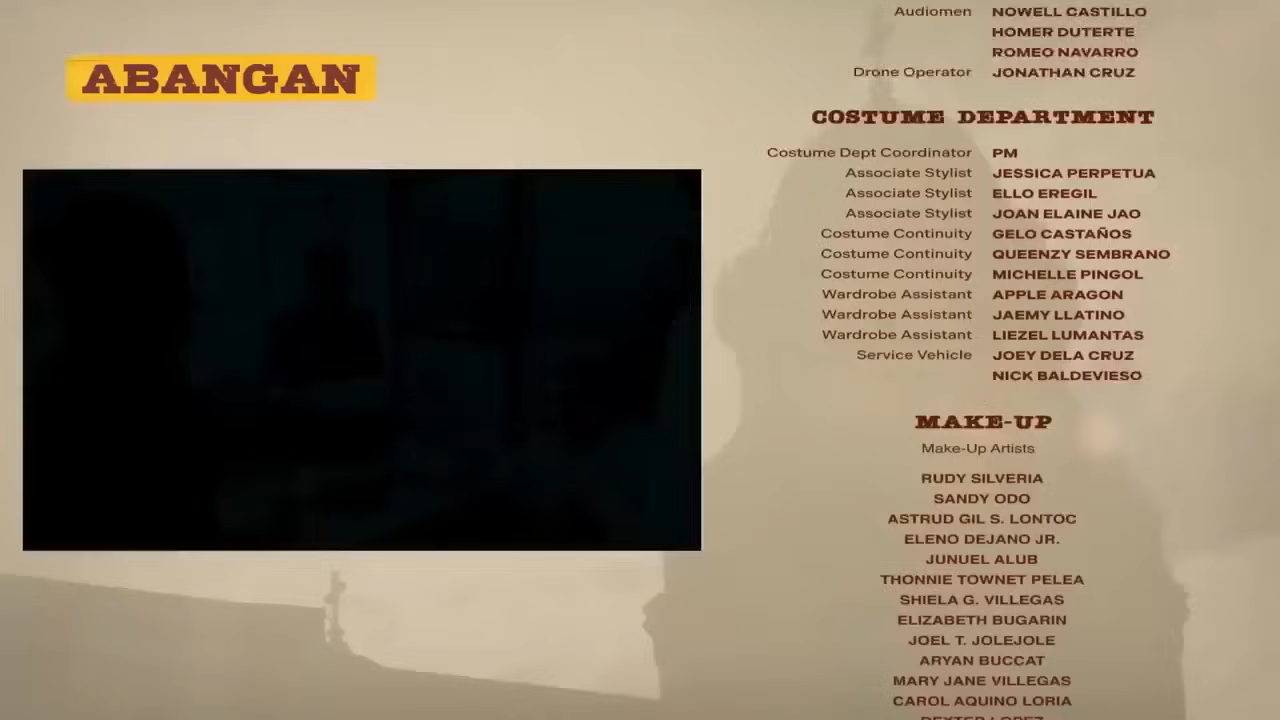 ABANGAN
Audiomen NOWELL CASTILLO
HOMER DUTERTE
ROMEO NAVARRO
Drone Operator JONATHAN CRUZ
COSTUME DEPARTMENT
Costume Dept Coordinator PM
Associate Stylist JESSICA PERPETUA
Associate Stylist ELLO EREGIL
Associate Stylist JOAN ELAINE JAO
Costume Continuity GELO CASTAÑOS
Costume Continuity QUEENZY SEMBRANO
Costume Continuity MICHELLE PINGOL
Wardrobe Assistant APPLE ARAGON
Wardrobe Assistant JAEMY LLATINO
Wardrobe Assistant LIEZEL LUMANTAS
Service Vehicle JOEY DELA CRUZ
NICK BALDEVIESO
MAKE-UP
Make-Up Artists
RUDY SILVERIA
SANDY ODO
ASTRUD GIL S. LONTOC
ELENO DEJANO JR.
JUNUEL ALUB
THONNIE TOWNET PELEA
SHIELA G. VILLEGAS
ELIZABETH BUGARIN
JOEL T. JOLEJOLE
ARYAN BUCCAT
MARY JANE VILLEGAS
CAROL AQUINO LORIA
DEXTER LOPEZ